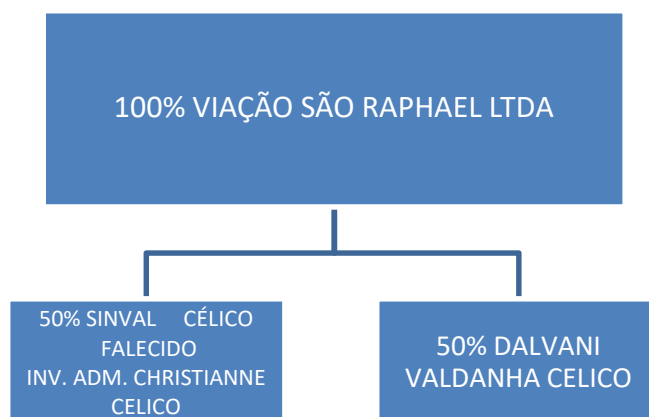 100% VIAÇÃO SÃO RAPHAEL LTDA
50% SINVAL CÉLICO
FALECIDO
INV. ADM. CHRISTIANNE
CELICO
50% DALVANI
VALDANHA CELICO